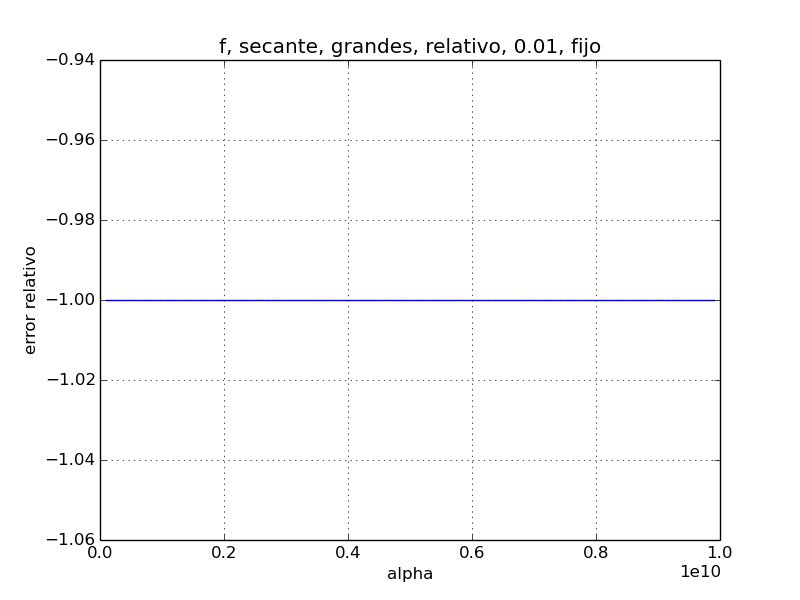 f, secante, grandes, relativo, 0.01, fijo
−0.94
−0.96
−0.98
−1.00
−1.02
−1.04
−1.06
error relativo
0.0 0.2 0.4 0.6 0.8 1.0
1e10
alpha